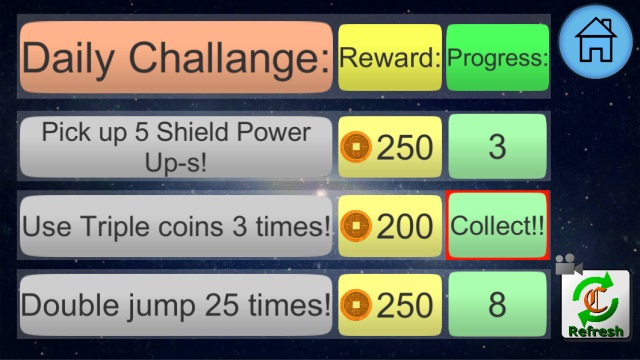 Daily Challange: Reward: Progress:
Pick up 5 Shield Power
Up-s! 250 3
Use Triple coins 3 times! 200 Collect!!
Double jump 25 times! 250 8
C
Refresh